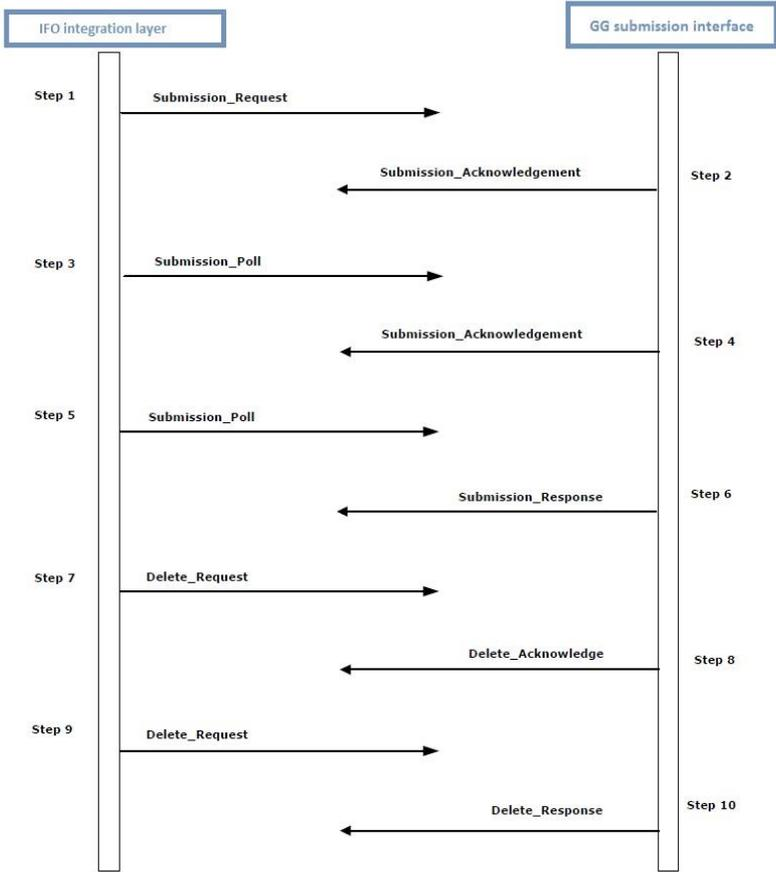 IFO integration layer
GG submission interface
Step 1
Submission_Request
Submission_Acknowledgement
Step 2
Step 3
Submission_Poll
Submission_Acknowledgement
Step 4
Step 5
Submission_Poll
Submission_Response
Step 6
Step 7
Delete_Request
Delete_Acknowledge
Step 8
Step 9
Delete_Request
Delete_Response
Step 10